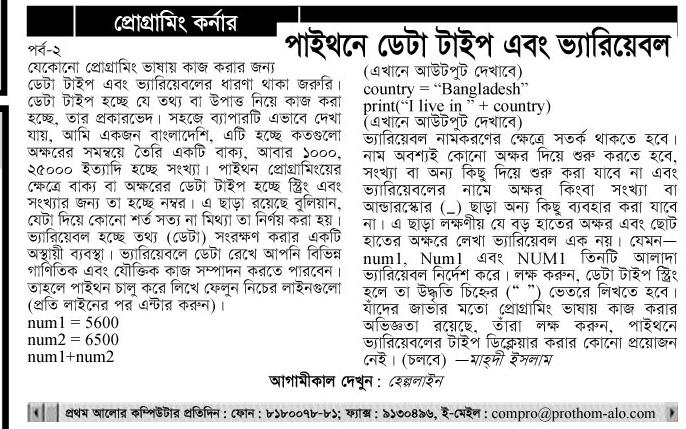 প্রোগ্রামিং কর্নার
পাইথনে ডেটা টাইপ এবং ভ্যারিয়েবল
পর্ব-২
যেকোনো প্রোগ্রামিং ভাষায় কাজ করার জন্য
ডেটা টাইপ এবং ভ্যারিয়েবলের ধারণা থাকা জরুরি।
ডেটা টাইপ হচ্ছে যে তথ্য বা উপাত্ত নিয়ে কাজ করা
হচ্ছে, তার প্রকারভেদ। সহজে ব্যাপারটি এভাবে দেখা
যায়, আমি একজন বাংলাদেশি, এটি হচ্ছে কতগুলো
অক্ষরের সমন্বয়ে তৈরি একটি বাক্য, আবার ১০০০,
২৫০০০ ইত্যাদি হচ্ছে সংখ্যা। পাইথন প্রোগ্রামিংয়ের
ক্ষেত্রে বাক্য বা অক্ষরের ডেটা টাইপ হচ্ছে স্ট্রিং এবং
সংখ্যার জন্য তা হচ্ছে নম্বর। এ ছাড়া রয়েছে বুলিয়ান,
যেটা দিয়ে কোনো শর্ত সত্য না মিথ্যা তা নির্ণয় করা হয়।
ভ্যারিয়েবল হচ্ছে তথ্য (ডেটা) সংরক্ষণ করার একটি
অস্থায়ী ব্যবস্থা। ভ্যারিয়েবলে ডেটা রেখে আপনি বিভিন্ন
গাণিতিক এবং যৌক্তিক কাজ সম্পাদন করতে পারবেন।
তাহলে পাইথন চালু করে লিখে ফেলুন নিচের লাইনগুলো
(প্রতি লাইনের পর এন্টার করুন)।
num1 = 5600
num2 = 6500
num1+num2
(এখানে আউটপুট দেখাবে)
country = “Bangladesh”
print(“I live in ” + country)
(এখানে আউটপুট দেখাবে)
ভ্যারিয়েবল নামকরণের ক্ষেত্রে সতর্ক থাকতে হবে।
নাম অবশ্যই কোনো অক্ষর দিয়ে শুরু করতে হবে,
সংখ্যা বা অন্য কিছু দিয়ে শুরু করা যাবে না এবং
ভ্যারিয়েবলের নামে অক্ষর কিংবা সংখ্যা বা
আন্ডারস্কোর (_) ছাড়া অন্য কিছু ব্যবহার করা যাবে
না। এ ছাড়া লক্ষণীয় যে বড় হাতের অক্ষর এবং ছোট
হাতের অক্ষরে লেখা ভ্যারিয়েবল এক নয়। যেমন—
num1, Num1 এবং NUM1 তিনটি আলাদা
ভ্যারিয়েবল নির্দেশ করে। লক্ষ করুন, ডেটা টাইপ স্ট্রিং
হলে তা উদ্ধৃতি চিহ্নের (“ ”) ভেতরে লিখতে হবে।
যাঁদের জাভার মতো প্রোগ্রামিং ভাষায় কাজ করার
অভিজ্ঞতা রয়েছে, তাঁরা লক্ষ করুন, পাইথনে
ভ্যারিয়েবলের টাইপ ডিক্লেয়ার করার কোনো প্রয়োজন
নেই। (চলবে) —মাহ্‌দী ইসলাম
আগামীকাল দেখুন : হেল্পলাইন
প্রথম আলোর কম্পিউটার প্রতিদিন : ফোন : ৮১৮০০৭৮-৮১; ফ্যাক্স : ৯১৩০৪৯৬, ই-মেইল : compro@prothom-alo.com